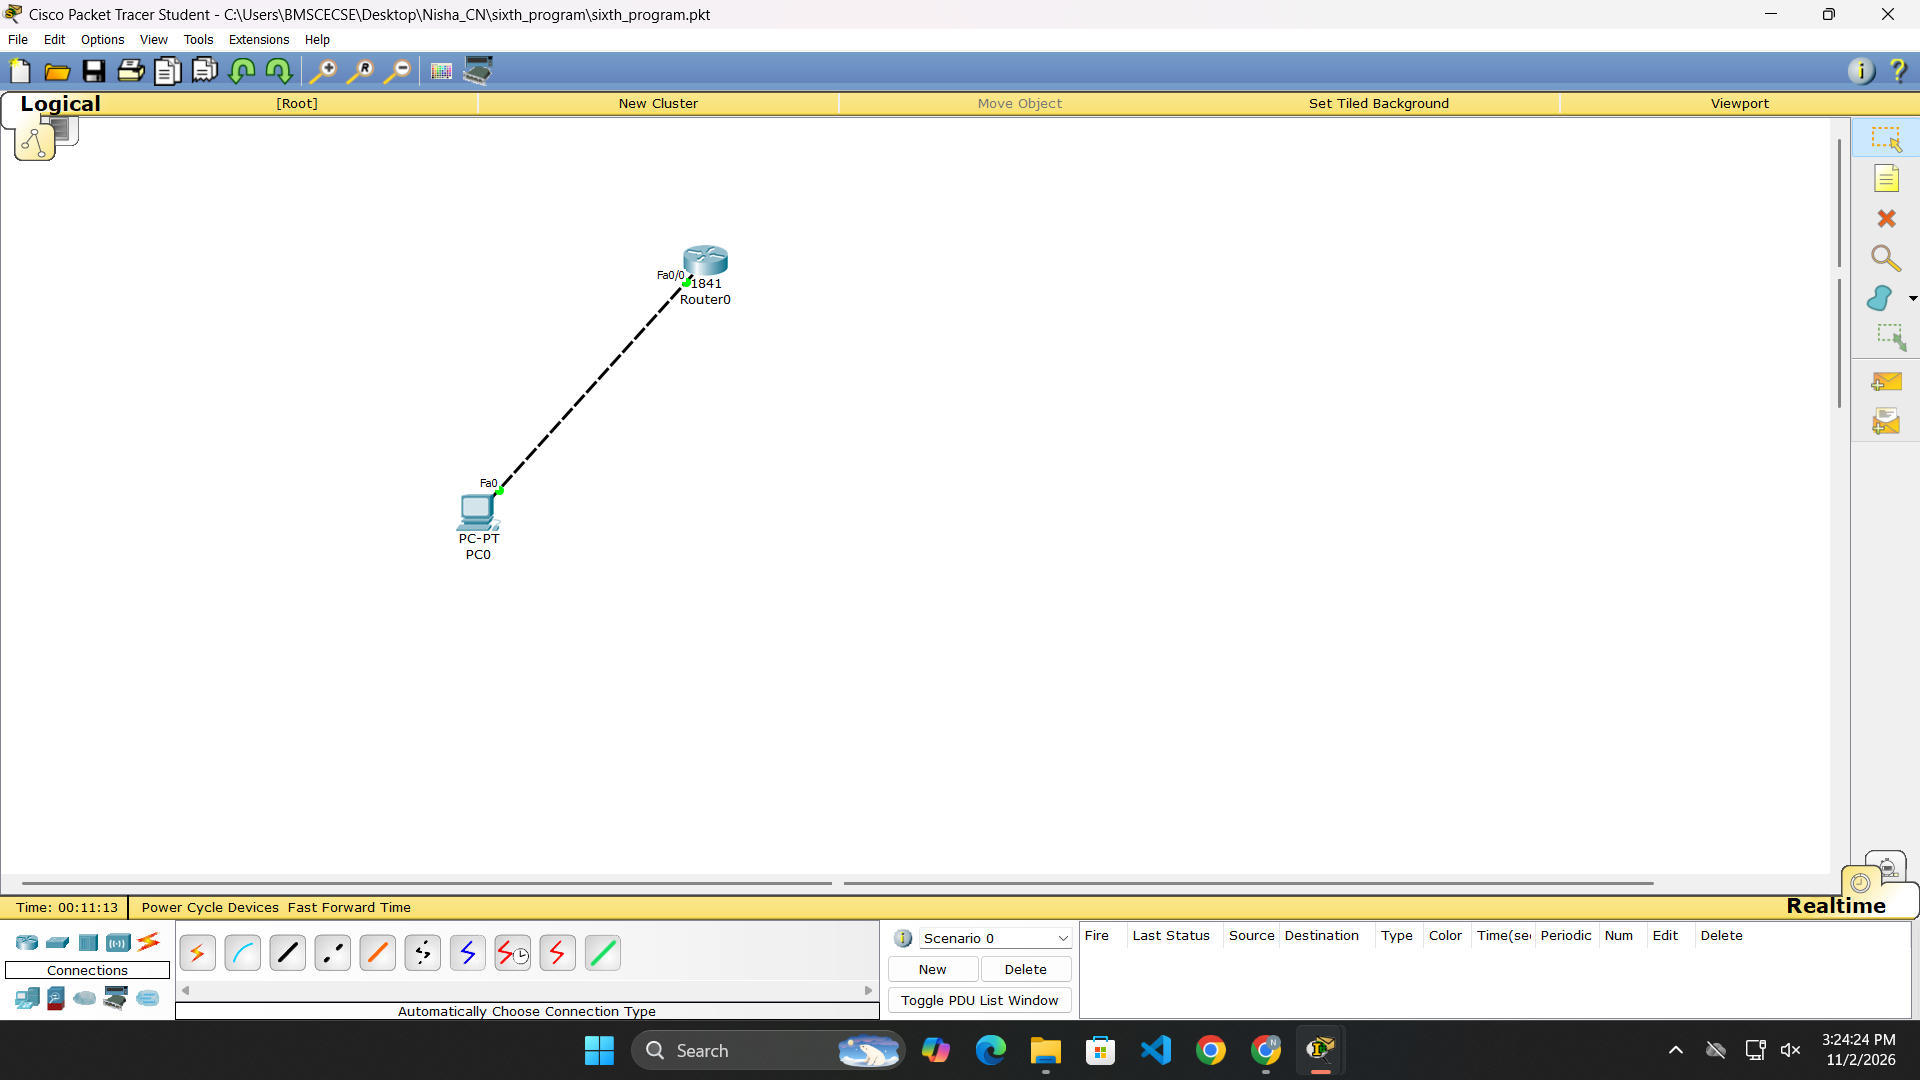 Cisco Packet Tracer Student - C:\Users\BMSCECSE\Desktop\Nisha_CN\sixth_program\sixth_program.pkt
File Edit Options View Tools Extensions Help
Logical [Root] New Cluster Move Object Set Tiled Background Viewport
Fa0/0
1841
Router0
Fa0
PC-PT
PC0
Time: 00:11:13 Power Cycle Devices Fast Forward Time Realtime
Connections
Automatically Choose Connection Type
Scenario 0
New Delete
Toggle PDU List Window
Fire Last Status Source Destination Type Color Time(sec Periodic Num Edit Delete
Search
3:24:24 PM
11/2/2026